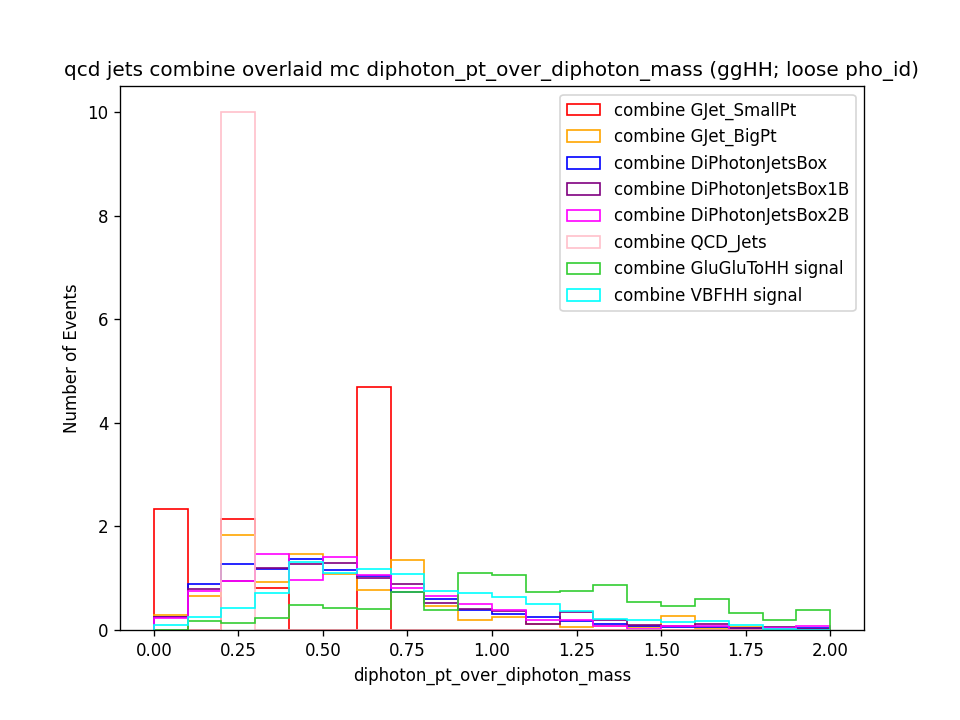 qcd jets combine overlaid mc diphoton_pt_over_diphoton_mass (ggHH; loose pho_id)
combine GJet_SmallPt
combine GJet_BigPt
combine DiPhotonJetsBox
combine DiPhotonJetsBox1B
combine DiPhotonJetsBox2B
combine QCD_Jets
combine GluGluToHH signal
combine VBFHH signal
Number of Events
10
8
6
4
2
0
0.00 0.25 0.50 0.75 1.00 1.25 1.50 1.75 2.00
diphoton_pt_over_diphoton_mass